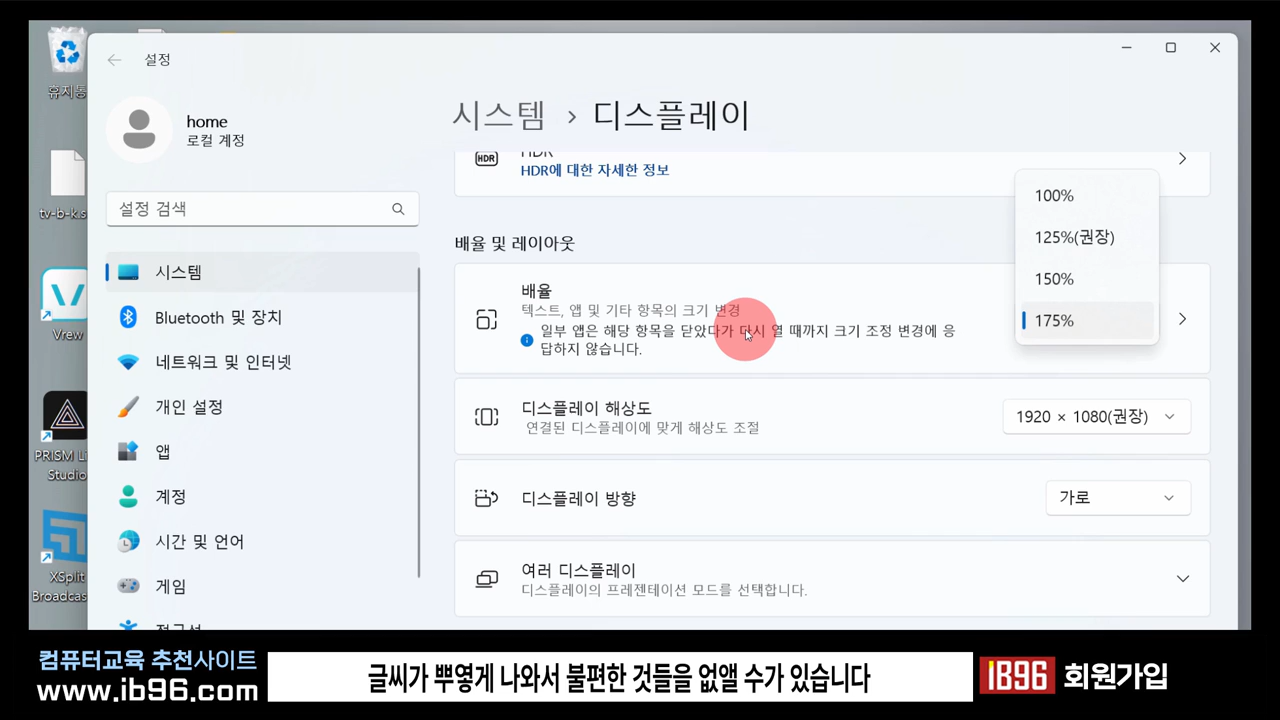 휴지통
설정
home
로컬 계정
설정 검색
시스템
Bluetooth 및 장치
네트워크 및 인터넷
개인 설정
앱
계정
시간 및 언어
게임
tv-b-k.s
Vrew
PRISM Li
Studio
XSplit
Broadcas
시스템 › 디스플레이
HDR
HDR
HDR에 대한 자세한 정보
배율 및 레이아웃
배율
텍스트, 앱 및 기타 항목의 크기 변경
일부 앱은 해당 항목을 닫았다가 다시 열 때까지 크기 조정 변경에 응
답하지 않습니다.
100%
125%(권장)
150%
175%
디스플레이 해상도
연결된 디스플레이에 맞게 해상도 조절
1920 × 1080(권장)
디스플레이 방향
가로
여러 디스플레이
디스플레이의 프레젠테이션 모드를 선택합니다.
컴퓨터교육 추천사이트
www.ib96.com
글씨가 뿌옇게 나와서 불편한 것들을 없앨 수가 있습니다
IB96 회원가입